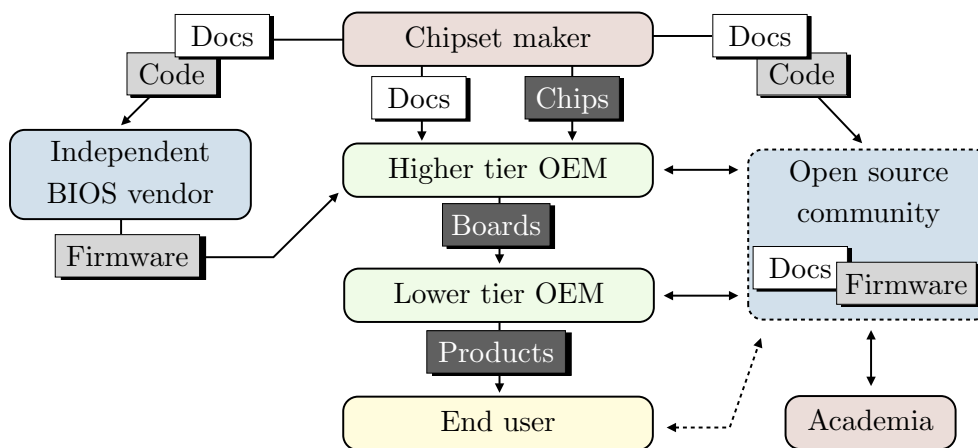 Docs
Chipset maker
Docs
Code
Docs
Chips
Code
Independent
BIOS vendor
Higher tier OEM
Open source
community
Boards
Firmware
Docs
Firmware
Lower tier OEM
Products
End user
Academia